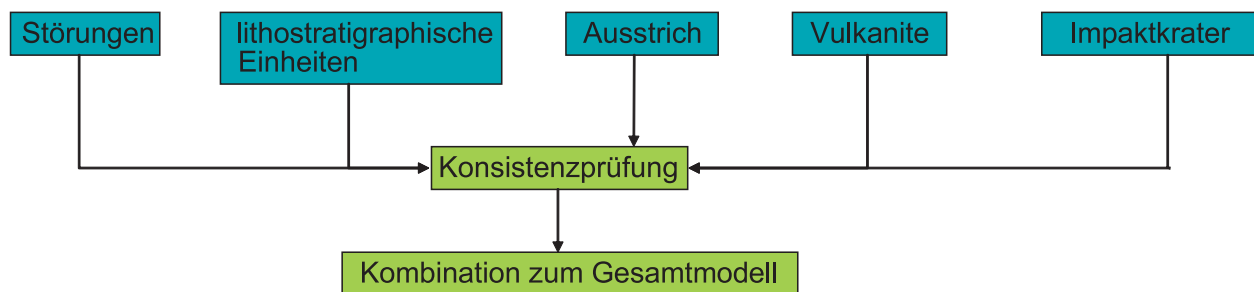 Störungen
lithostratigraphische
Einheiten
Ausstrich
Vulkanite
Impaktkrater
Konsistenzprüfung
Kombination zum Gesamtmodell